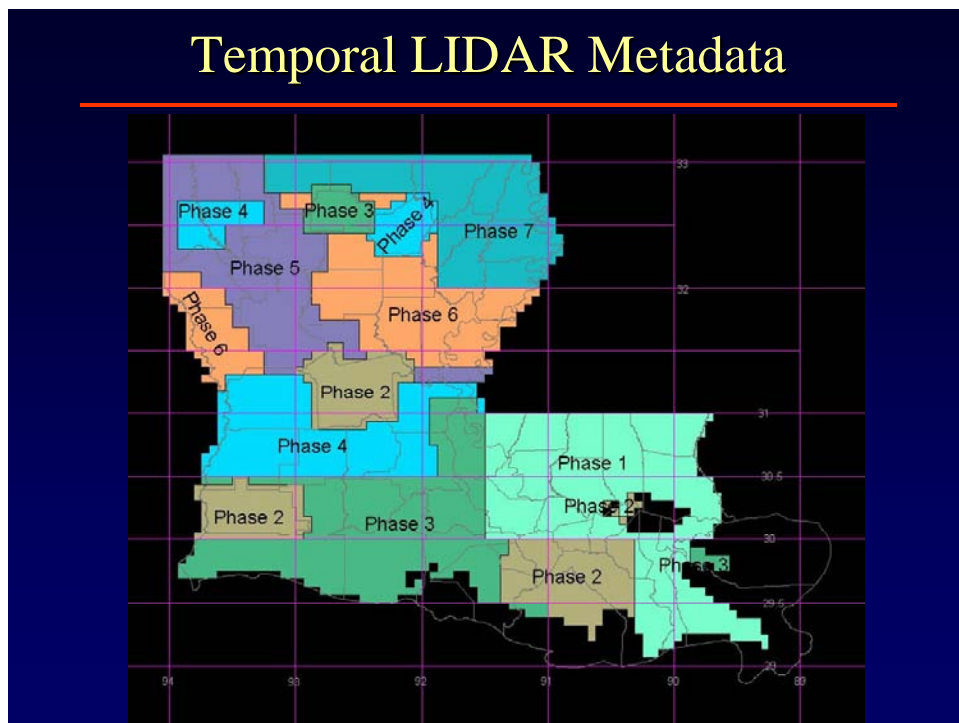 Temporal LIDAR Metadata
33
Phase 4
Phase 3
Phase 4
Phase 7
Phase 5
32
Phase 6
Phase 6
Phase 2
31
Phase 4
Phase 1
30.5
Phase 2
Phase 2
Phase 3
30
Phase 3
Phase 2
29.5
29
94
93
92
91
90
89